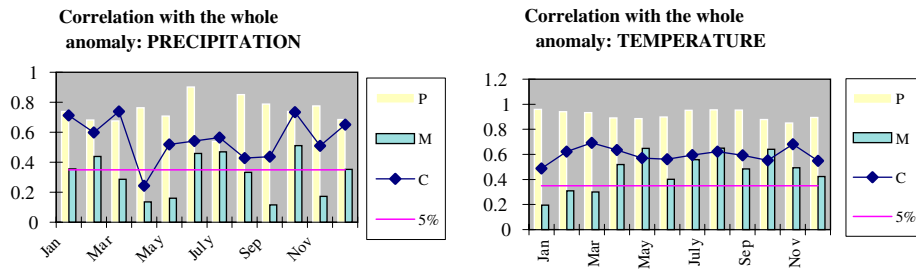 Correlation with the whole
anomaly: PRECIPITATION
1
0.8
0.6
0.4
0.2
0
Jan
Mar
May
July
Sep
Nov
P
M
C
5%
Correlation with the whole
anomaly: TEMPERATURE
1.2
1
0.8
0.6
0.4
0.2
0
Jan
Mar
May
July
Sep
Nov
P
M
C
5%